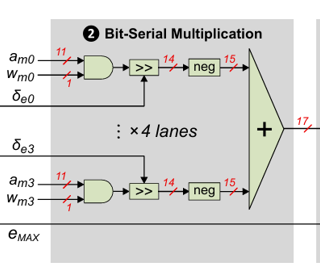 ❷ Bit-Serial Multiplication
a_m0 11 >> 14 neg 15
w_m0 1
δ_e0
⋮ × 4 lanes + 17
δ_e3
a_m3 11 >> 14 neg 15
w_m3 1
e_MAX